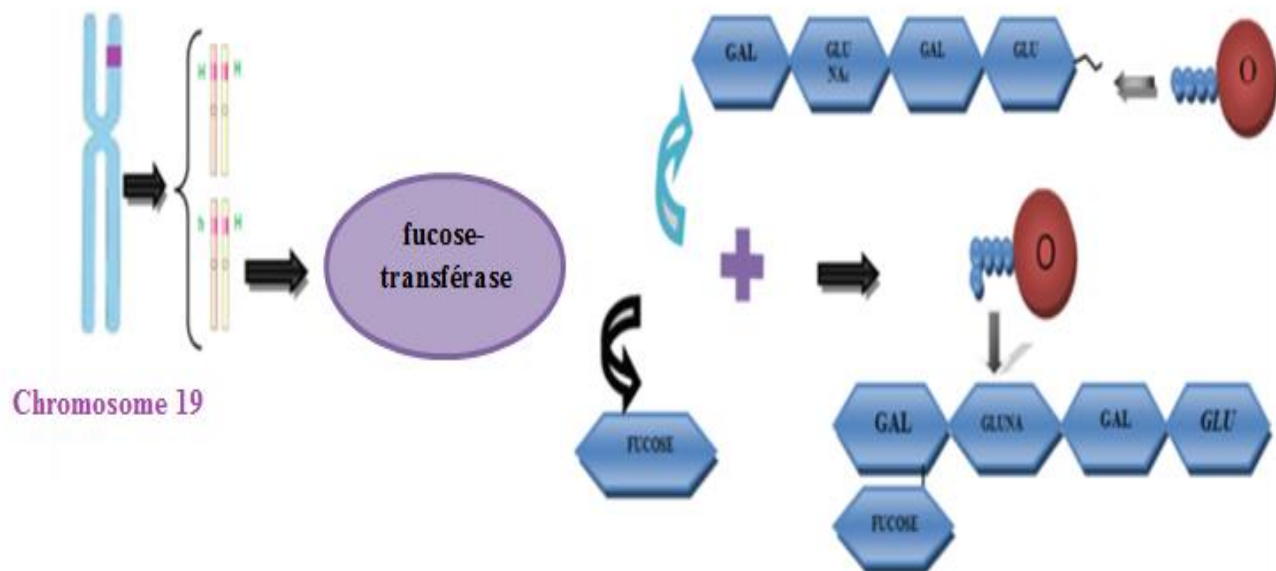 GAL
GLU
NAc
GAL
GLU
O
H H
h H
fucose-
transférase
Chromosome 19
FUCOSE
O
GAL
GLUNA
GAL
GLU
FUCOSE